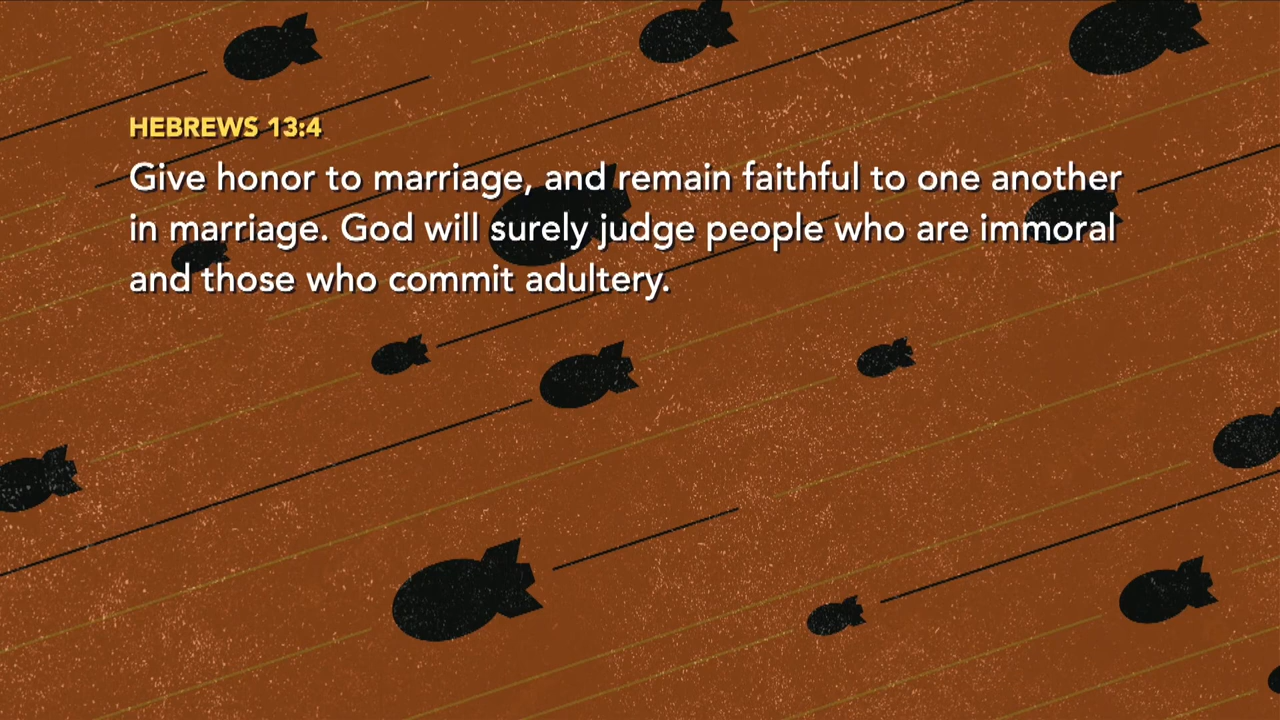 HEBREWS 13:4
Give honor to marriage, and remain faithful to one another
in marriage. God will surely judge people who are immoral
and those who commit adultery.